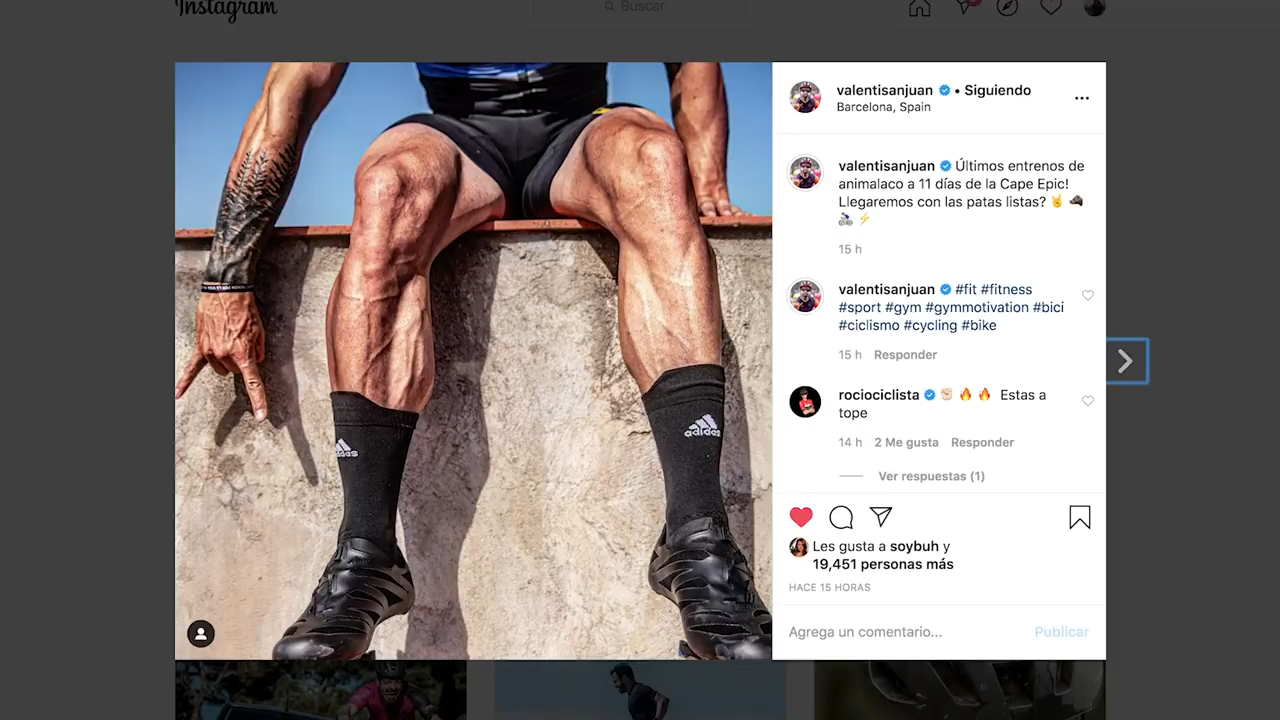 Instagram
Buscar
valentisanjuan • Siguiendo
Barcelona, Spain
valentisanjuan Últimos entrenos de
animalaco a 11 días de la Cape Epic!
Llegaremos con las patas listas? 🤘
15 h
valentisanjuan #fit #fitness
#sport #gym #gymmotivation #bici
#ciclismo #cycling #bike
15 h Responder
rociociclista 🔥 🔥 Estas a
tope
14 h 2 Me gusta Responder
Ver respuestas (1)
Les gusta a soybuh y
19,451 personas más
HACE 15 HORAS
Agrega un comentario... Publicar
adidas
adidas